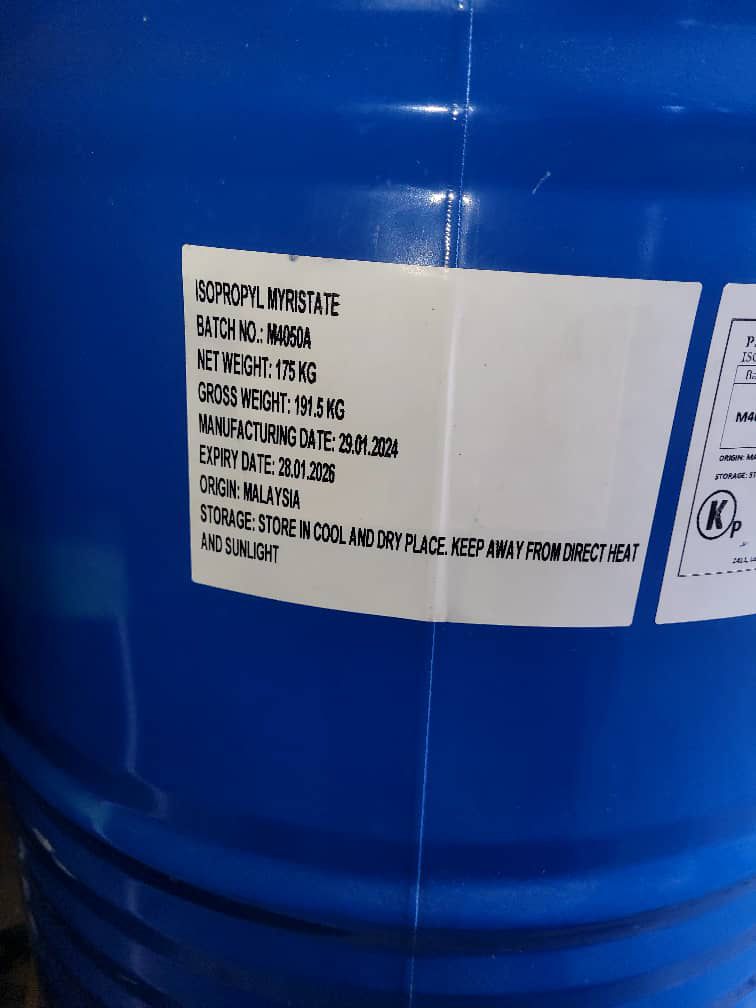 ISOPROPYL MYRISTATE
BATCH NO.: M4050A
NET WEIGHT: 175 KG
GROSS WEIGHT: 191.5 KG
MANUFACTURING DATE: 29.01.2024
EXPIRY DATE: 28.01.2026
ORIGIN: MALAYSIA
STORAGE: STORE IN COOL AND DRY PLACE. KEEP AWAY FROM DIRECT HEAT
AND SUNLIGHT
ORIGIN:
STORAGE:
K
P